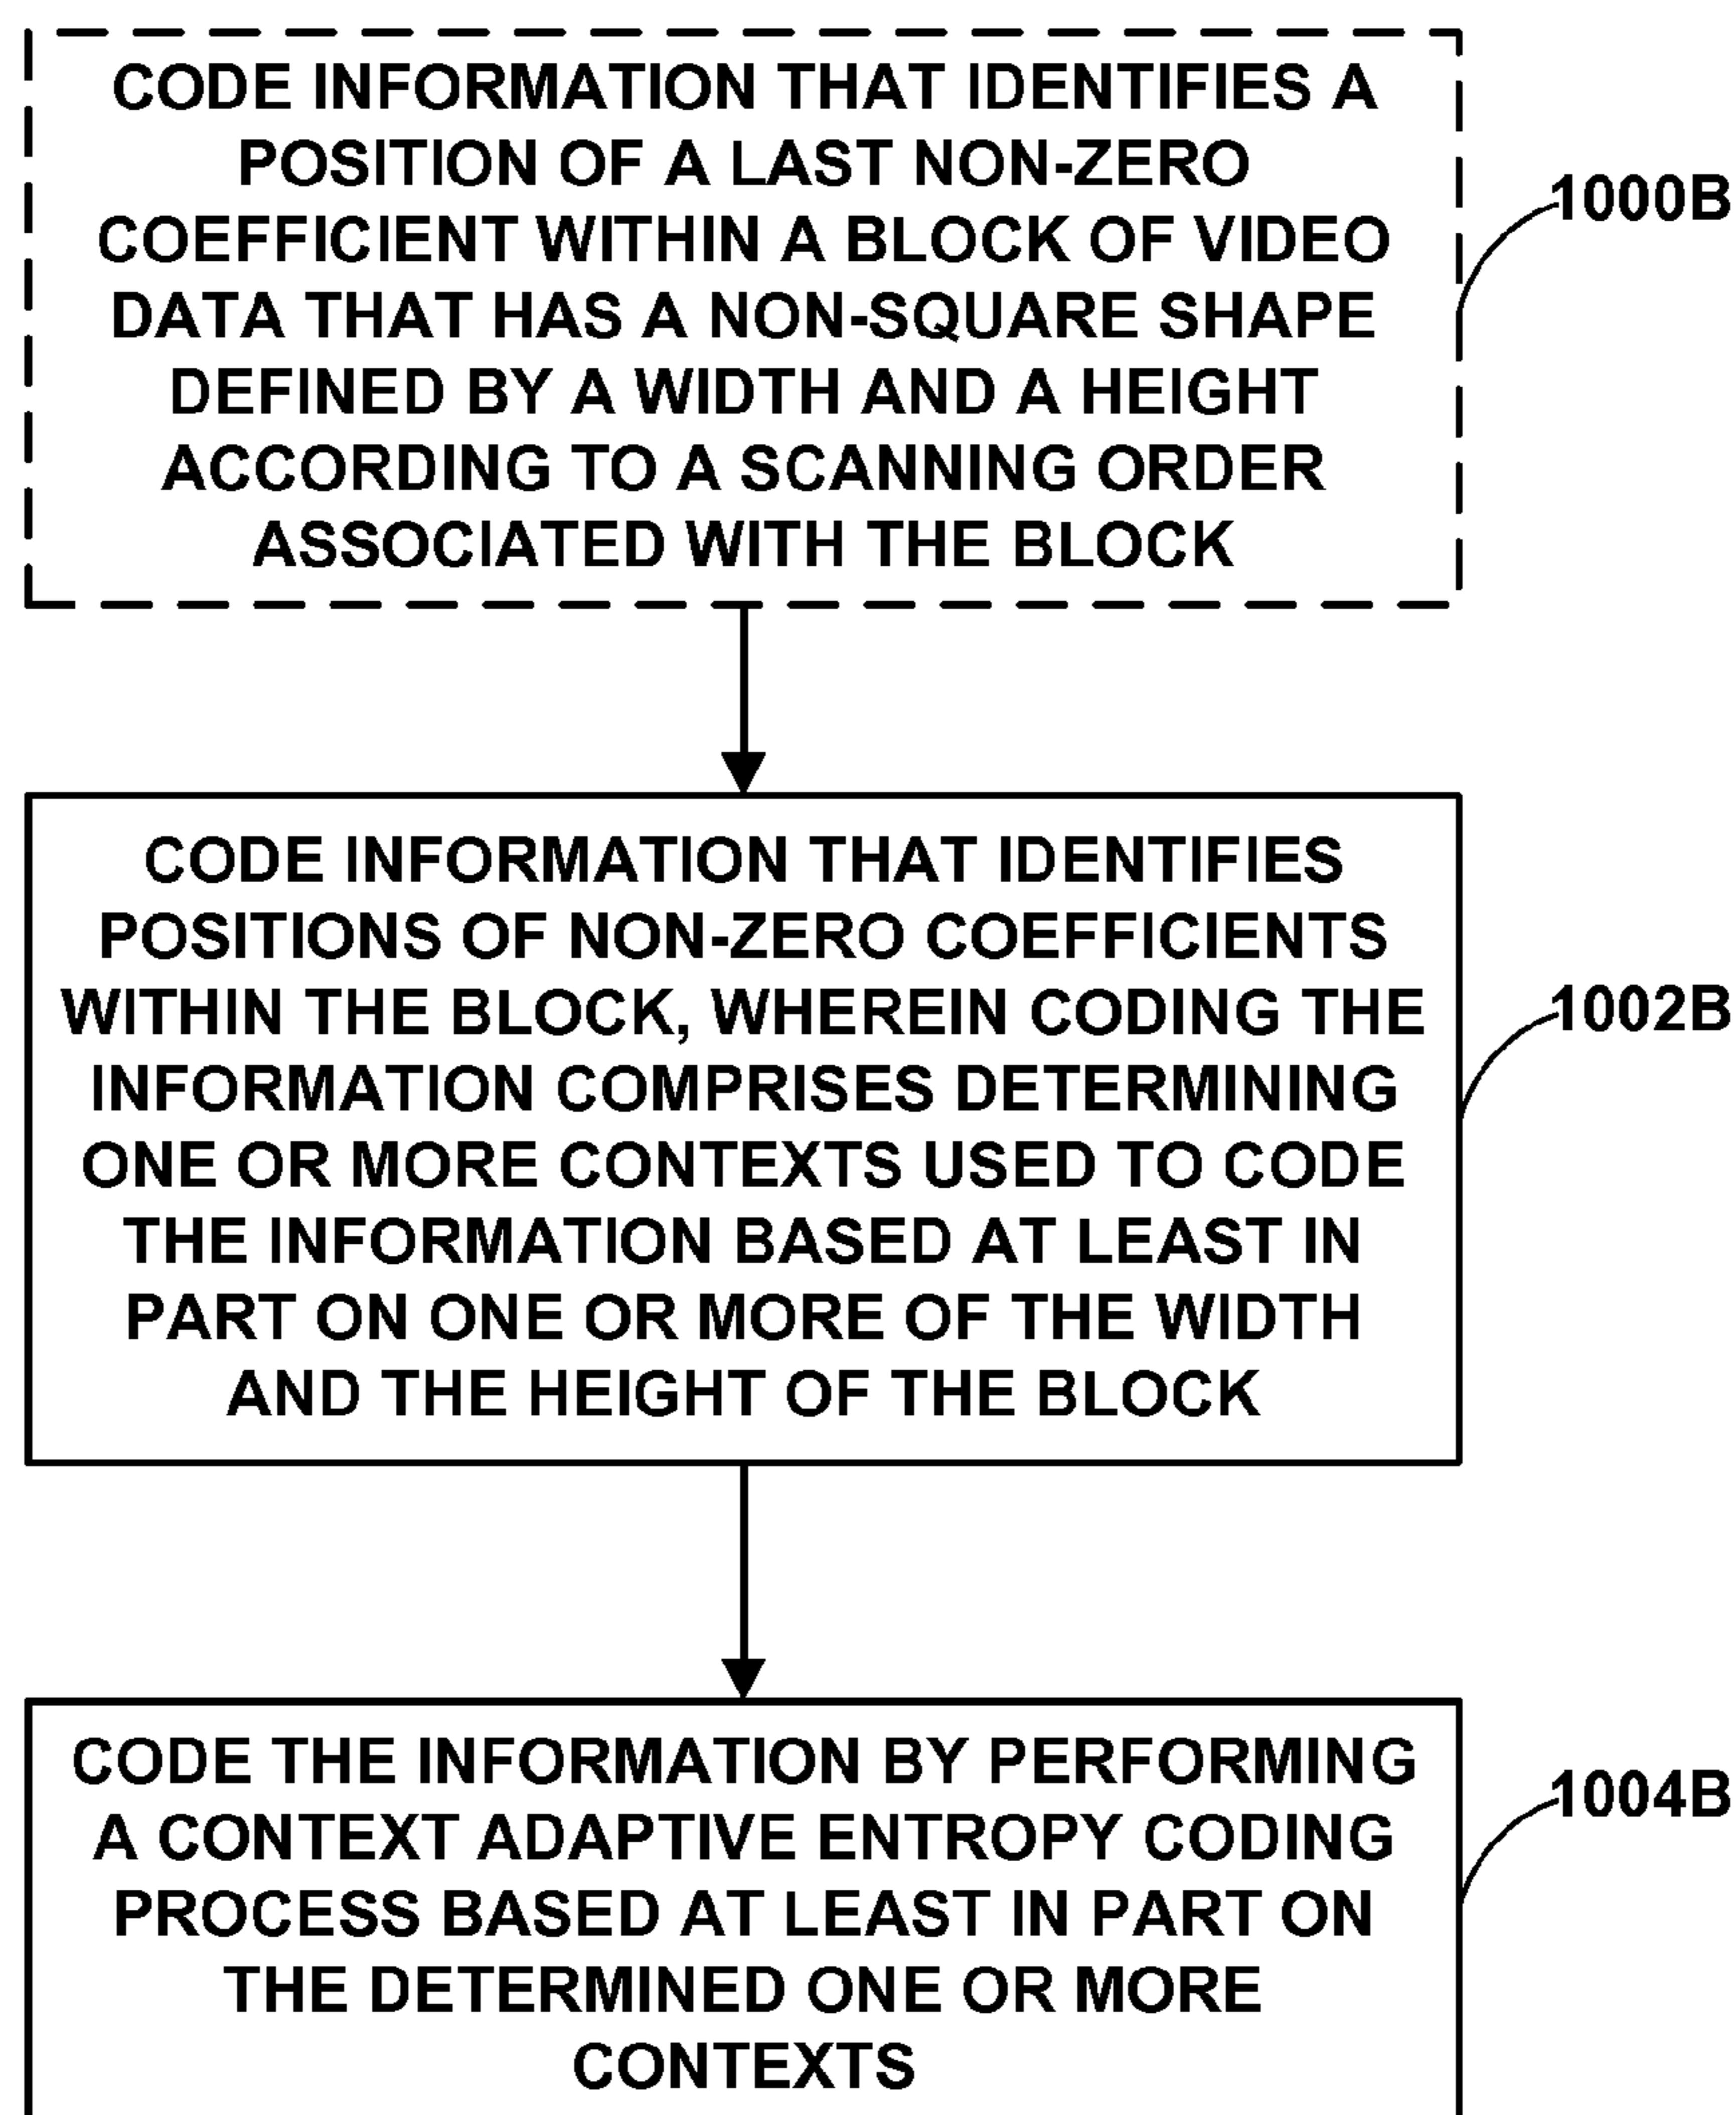 CODE INFORMATION THAT IDENTIFIES A
POSITION OF A LAST NON-ZERO
COEFFICIENT WITHIN A BLOCK OF VIDEO
DATA THAT HAS A NON-SQUARE SHAPE
DEFINED BY A WIDTH AND A HEIGHT
ACCORDING TO A SCANNING ORDER
ASSOCIATED WITH THE BLOCK
1000B
CODE INFORMATION THAT IDENTIFIES
POSITIONS OF NON-ZERO COEFFICIENTS
WITHIN THE BLOCK, WHEREIN CODING THE
INFORMATION COMPRISES DETERMINING
ONE OR MORE CONTEXTS USED TO CODE
THE INFORMATION BASED AT LEAST IN
PART ON ONE OR MORE OF THE WIDTH
AND THE HEIGHT OF THE BLOCK
1002B
CODE THE INFORMATION BY PERFORMING
A CONTEXT ADAPTIVE ENTROPY CODING
PROCESS BASED AT LEAST IN PART ON
THE DETERMINED ONE OR MORE
CONTEXTS
1004B